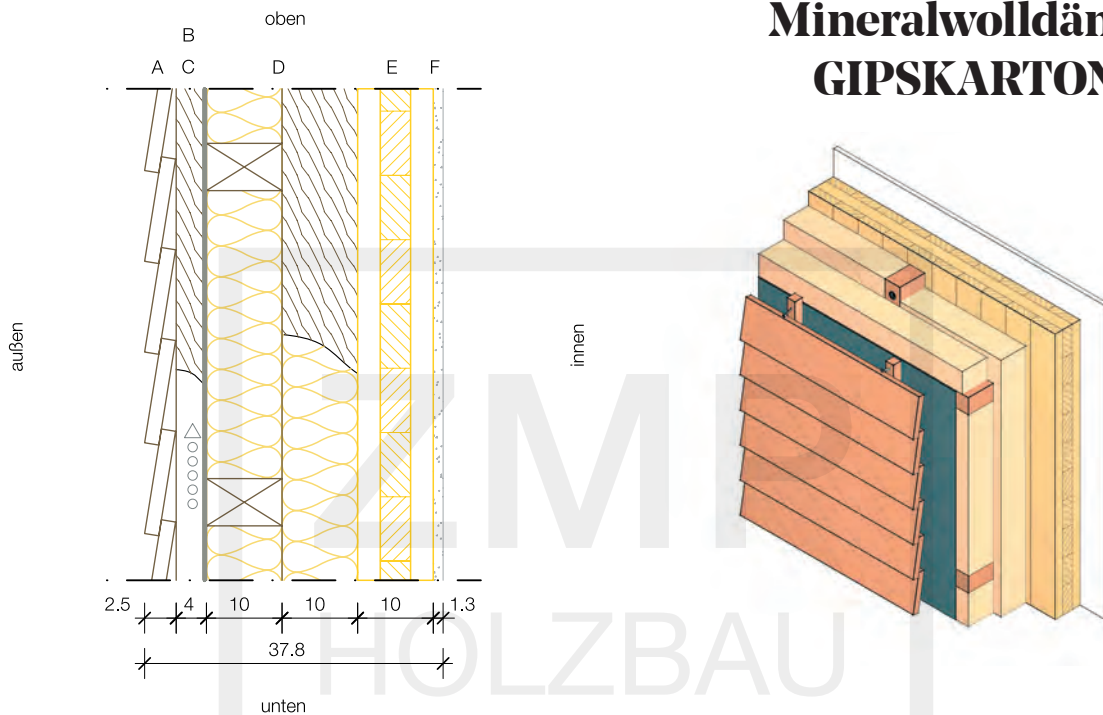 Mineralwolldän
GIPSKARTON
oben
B
A C D E F
außen
innen
2.5 4 10 10 10 1.3
37.8
unten
ZMP
HOLZBAU